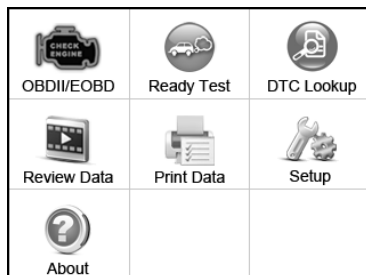 CHECK
ENGINE
OBDII/EOBD
Ready Test
DTC Lookup
Review Data
Print Data
Setup
About